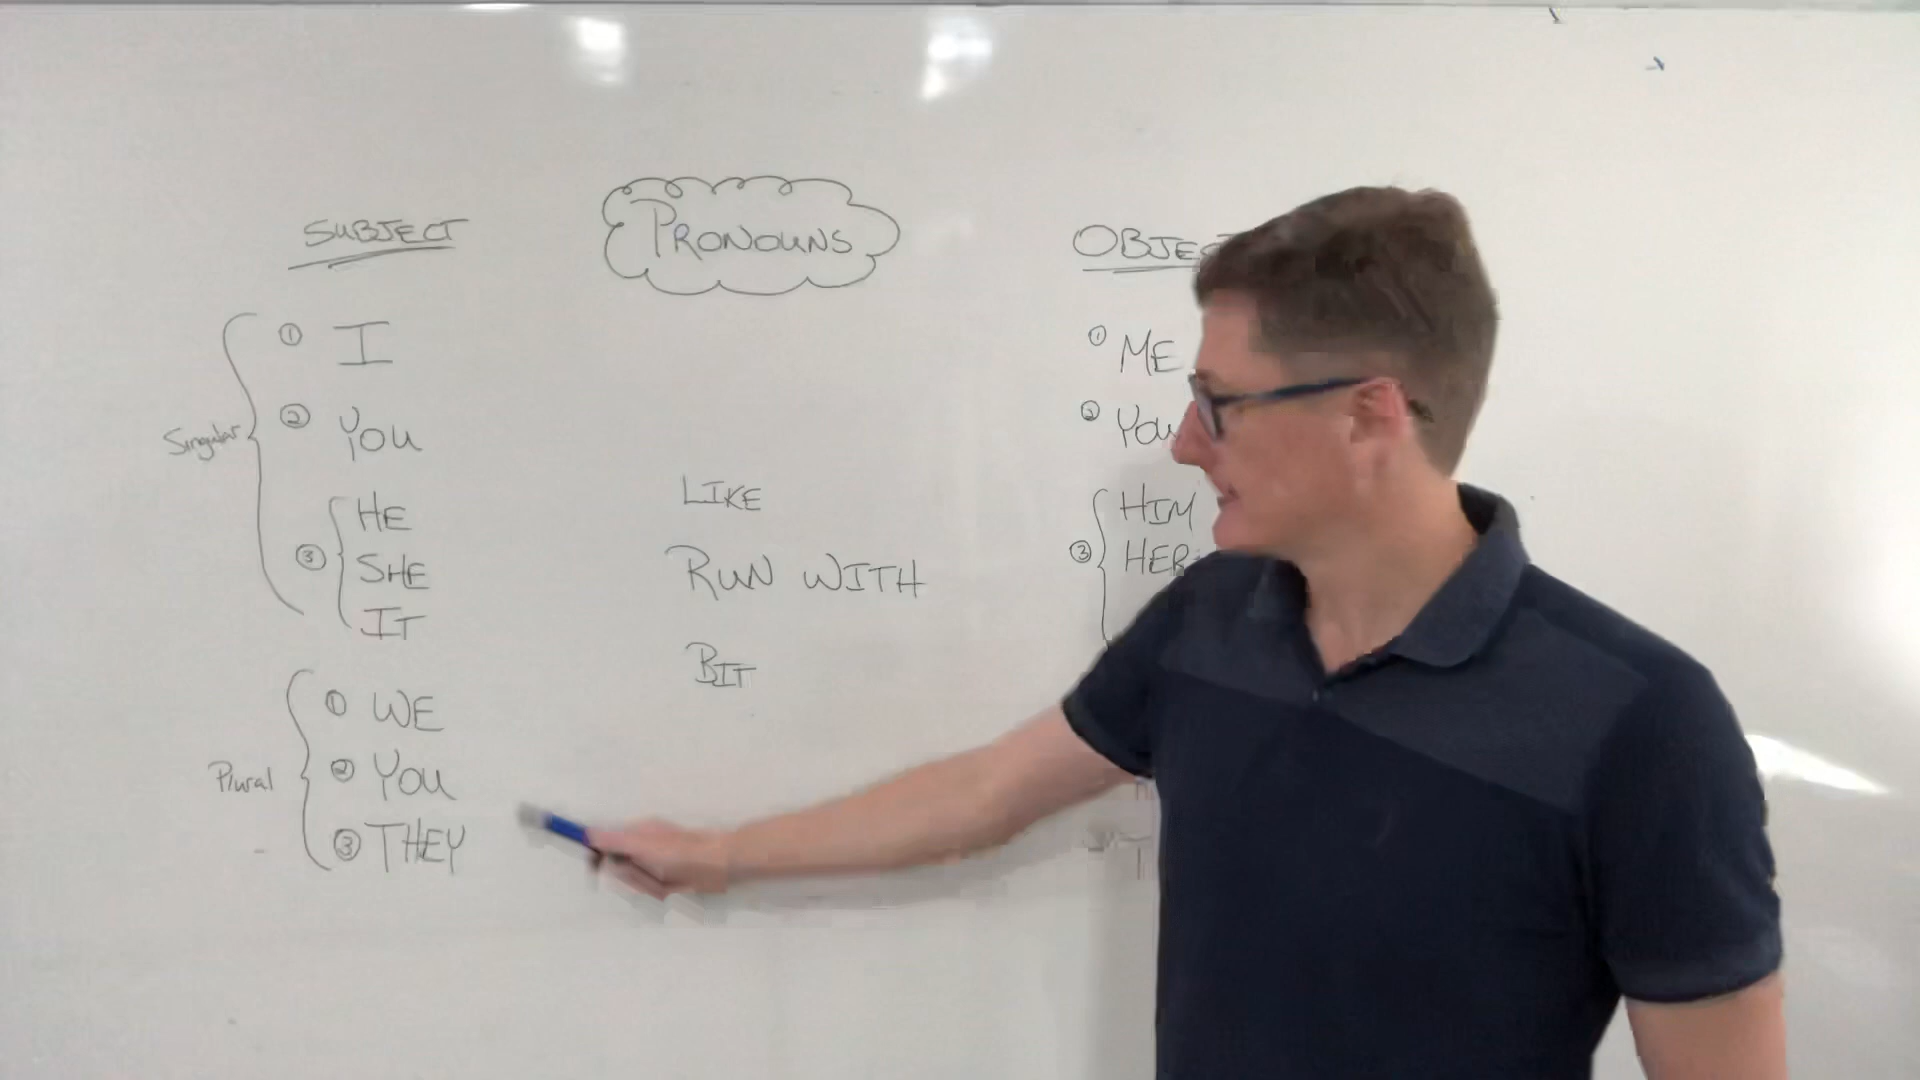 PRONOUNS
SUBJECT
Singular
① I
② YOU
③ HE
SHE
IT
Plural
① WE
② YOU
③ THEY
LIKE
RUN WITH
BIT
① ME
② YOU
③ HIM
HER